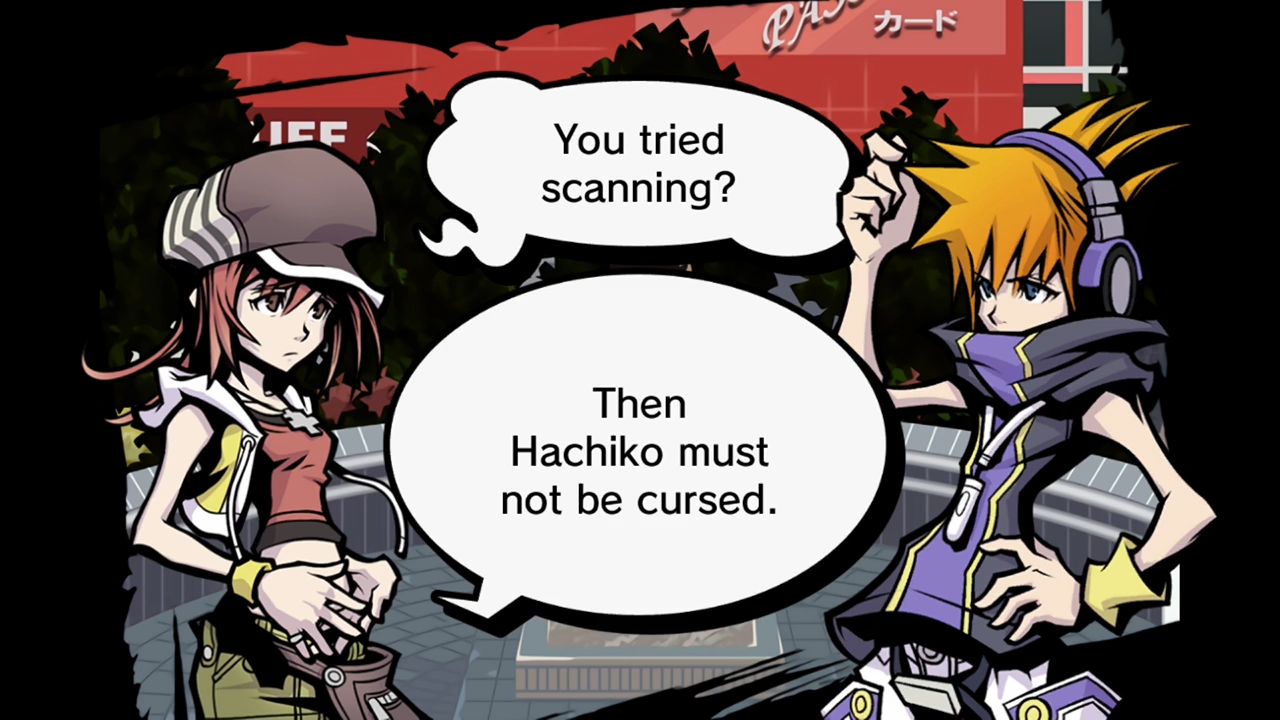 カード
You tried
scanning?
Then
Hachiko must
not be cursed.